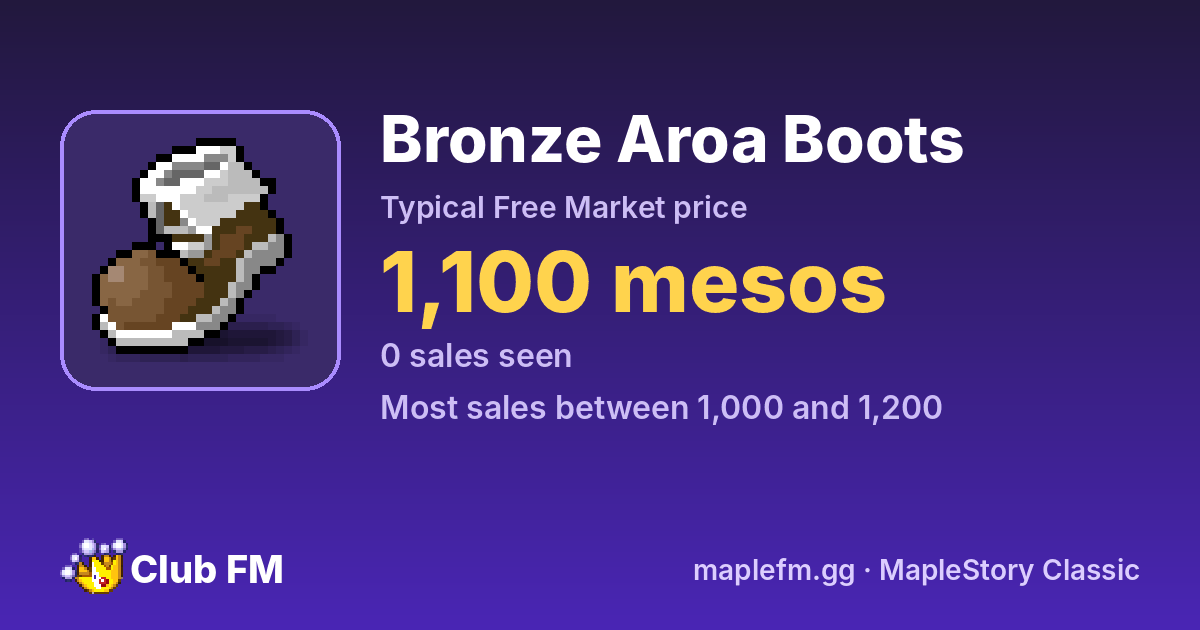 Bronze Aroa Boots
Typical Free Market price
1,100 mesos
0 sales seen
Most sales between 1,000 and 1,200
Club FM
maplefm.gg · MapleStory Classic